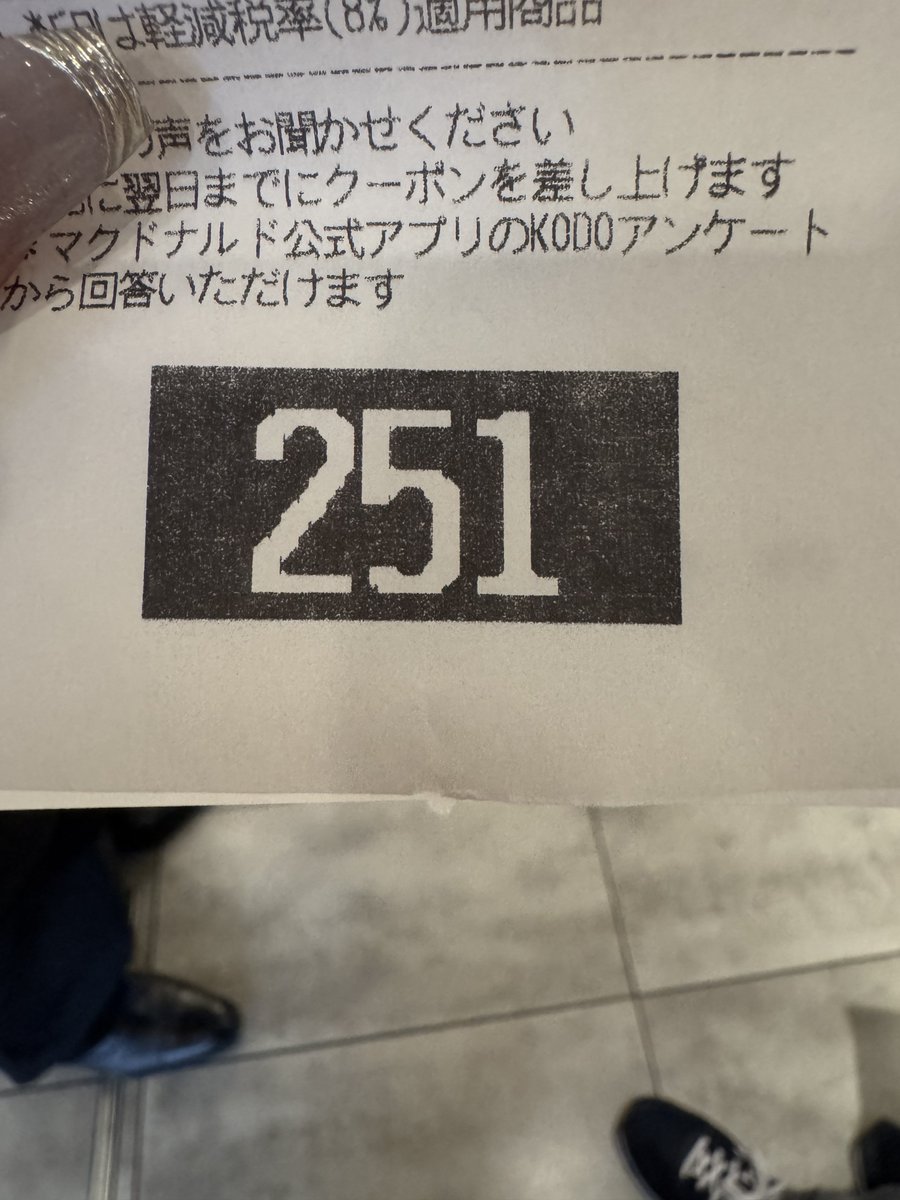 は軽減税率(8%)適用商品
声をお聞かせください
に翌日までにクーポンを差し上げます
マクドナルド公式アプリのKODOアンケート
から回答いただけます
251